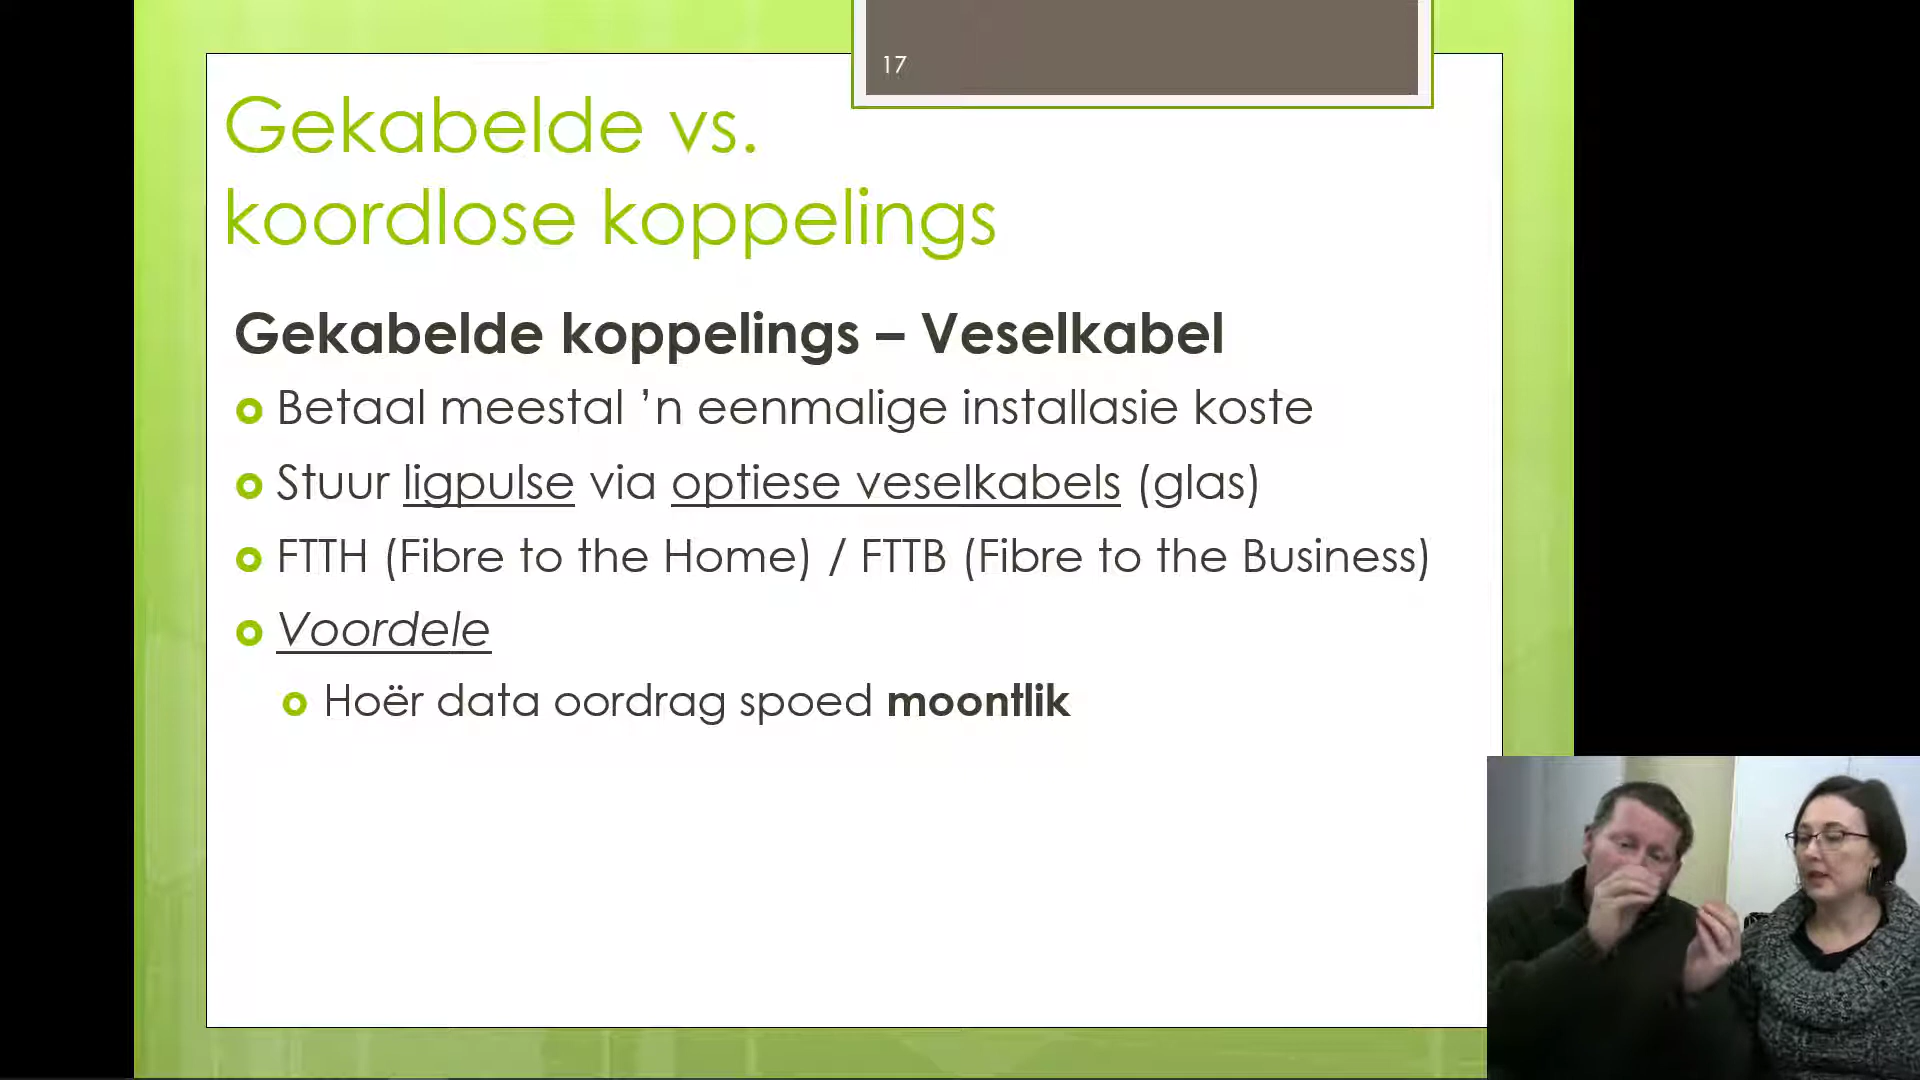 17
Gekabelde vs.
koordlose koppelings
Gekabelde koppelings – Veselkabel
Betaal meestal ’n eenmalige installasie koste
Stuur ligpulse via optiese veselkabels (glas)
FTTH (Fibre to the Home) / FTTB (Fibre to the Business)
Voordele
Hoër data oordrag spoed moontlik